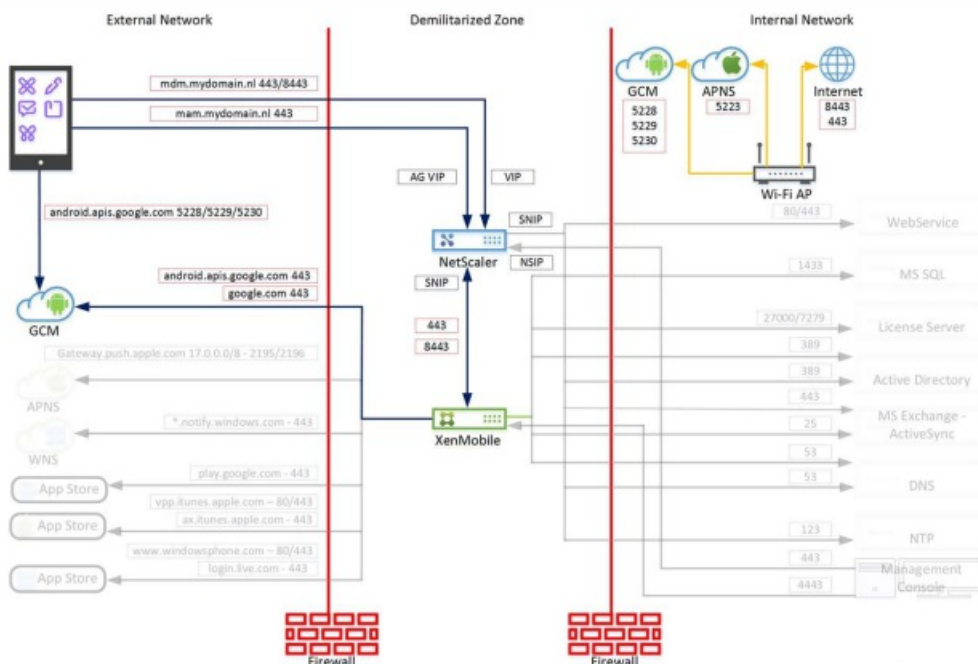 External Network
Demilitarized Zone
Internal Network
mdm.mydomain.nl 443/8443
mam.mydomain.nl 443
GCM
5228
5229
5230
APNS
5223
Internet
8443
443
Wi-Fi AP
AG VIP
VIP
android.apis.google.com 5228/5229/5230
SNIP
NetScaler
NSIP
SNIP
android.apis.google.com 443
google.com 443
GCM
443
8443
XenMobile
Gateway.push.apple.com 17.0.0.0/8 - 2195/2196
APNS
*.notify.windows.com - 443
WNS
play.google.com - 443
App Store
vpp.itunes.apple.com – 80/443
ax.itunes.apple.com - 443
App Store
www.windowsphone.com – 80/443
login.live.com - 443
App Store
80/443
WebService
1433
MS SQL
27000/7279
License Server
389
389
Active Directory
443
MS Exchange -
ActiveSync
25
53
53
DNS
123
NTP
443
Management
Console
4443
Firewall
Firewall